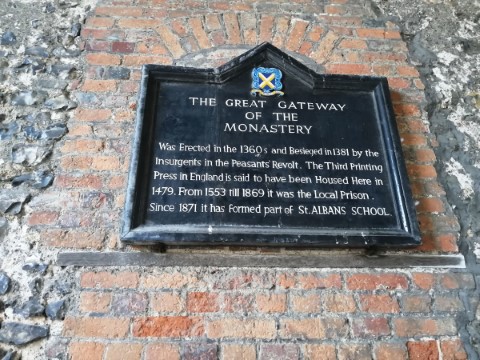 THE GREAT GATEWAY
OF THE
MONASTERY
Was Erected in the 1360s and Besieged in 1381 by the
Insurgents in the Peasants' Revolt. The Third Printing
Press in England is said to have been Housed Here in
1479. From 1553 till 1869 it was the Local Prison.
Since 1871 it has formed part of St. ALBANS SCHOOL.